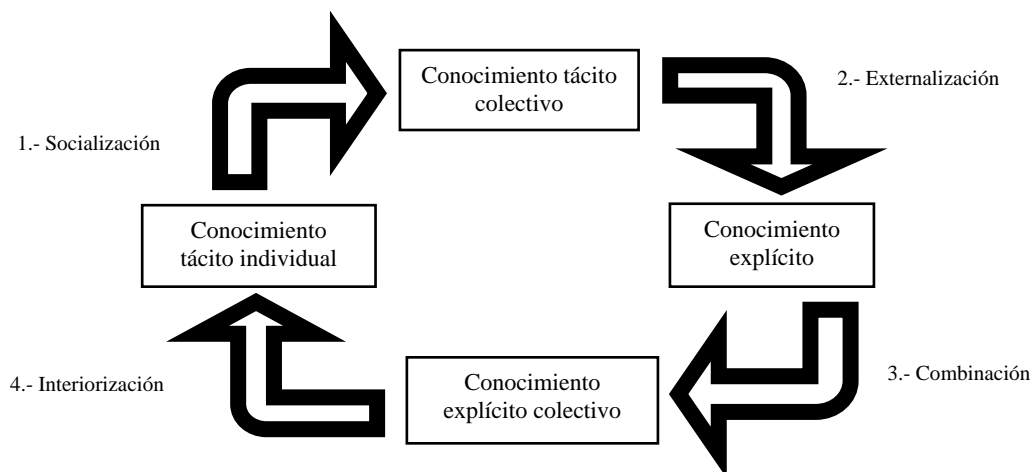 Conocimiento tácito
colectivo
2.- Externalización
1.- Socialización
Conocimiento
tácito individual
Conocimiento
explícito
4.- Interiorización
Conocimiento
explícito colectivo
3.- Combinación